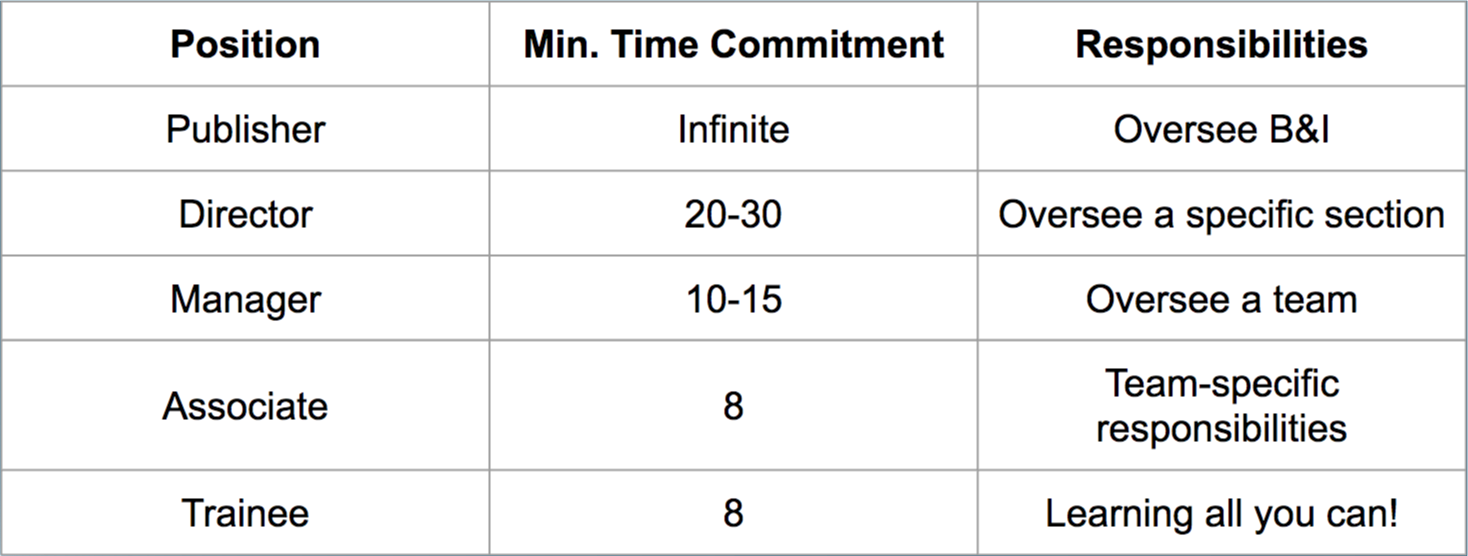 Position Min. Time Commitment Responsibilities
Publisher Infinite Oversee B&I
Director 20-30 Oversee a specific section
Manager 10-15 Oversee a team
Associate 8 Team-specific
responsibilities
Trainee 8 Learning all you can!